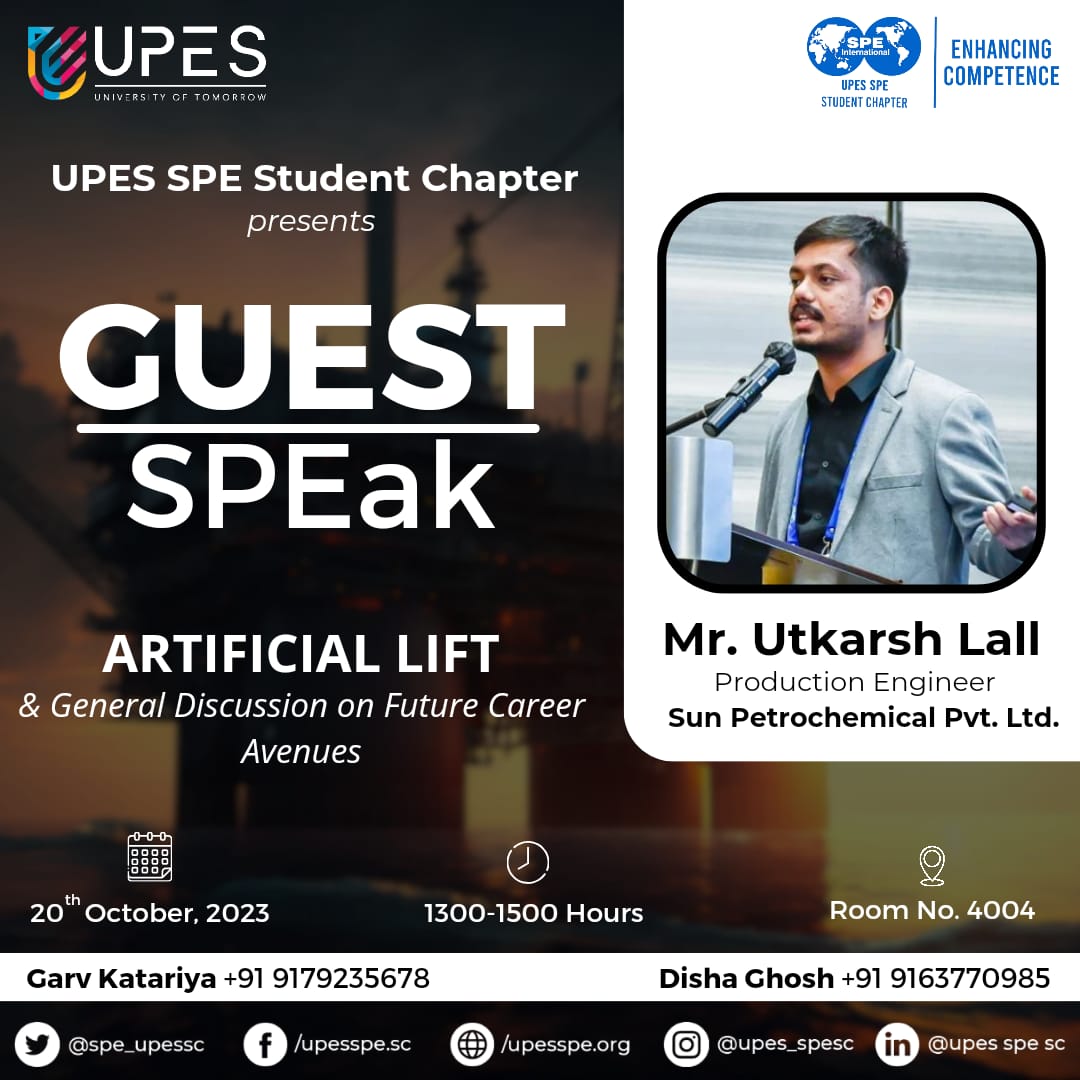 UPES
UNIVERSITY OF TOMORROW
SPE
International
UPES SPE
STUDENT CHAPTER
ENHANCING
COMPETENCE
UPES SPE Student Chapter
presents
GUEST
SPEak
ARTIFICIAL LIFT
& General Discussion on Future Career
Avenues
Mr. Utkarsh Lall
Production Engineer
Sun Petrochemical Pvt. Ltd.
20th October, 2023
1300-1500 Hours
Room No. 4004
Garv Katariya +91 9179235678
Disha Ghosh +91 9163770985
@spe_upessc
/upesspe.sc
/upesspe.org
@upes_spesc
@upes spe sc